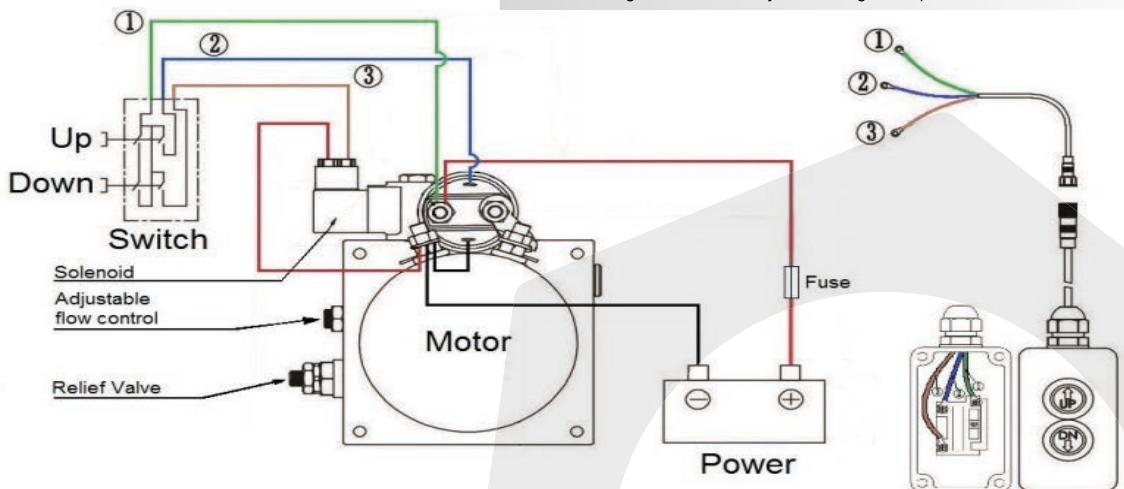 ①
②
③
Up
Down
Switch
Solenoid
Adjustable
flow control
Relief Valve
Motor
Fuse
Power
①
②
③
UP
DN